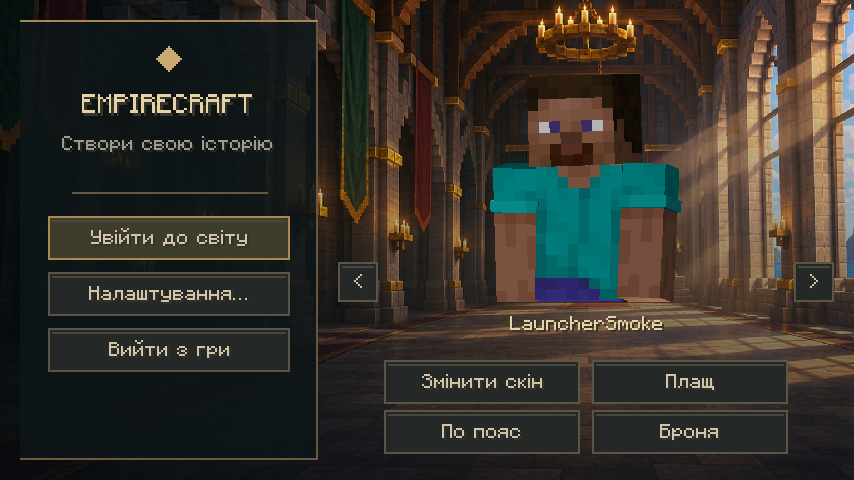 EMPIRECRAFT
Створи свою історію
Увійти до світу
Налаштування...
Вийти з гри
<
>
LauncherSmoke
Змінити скін
Плащ
По пояс
Броня